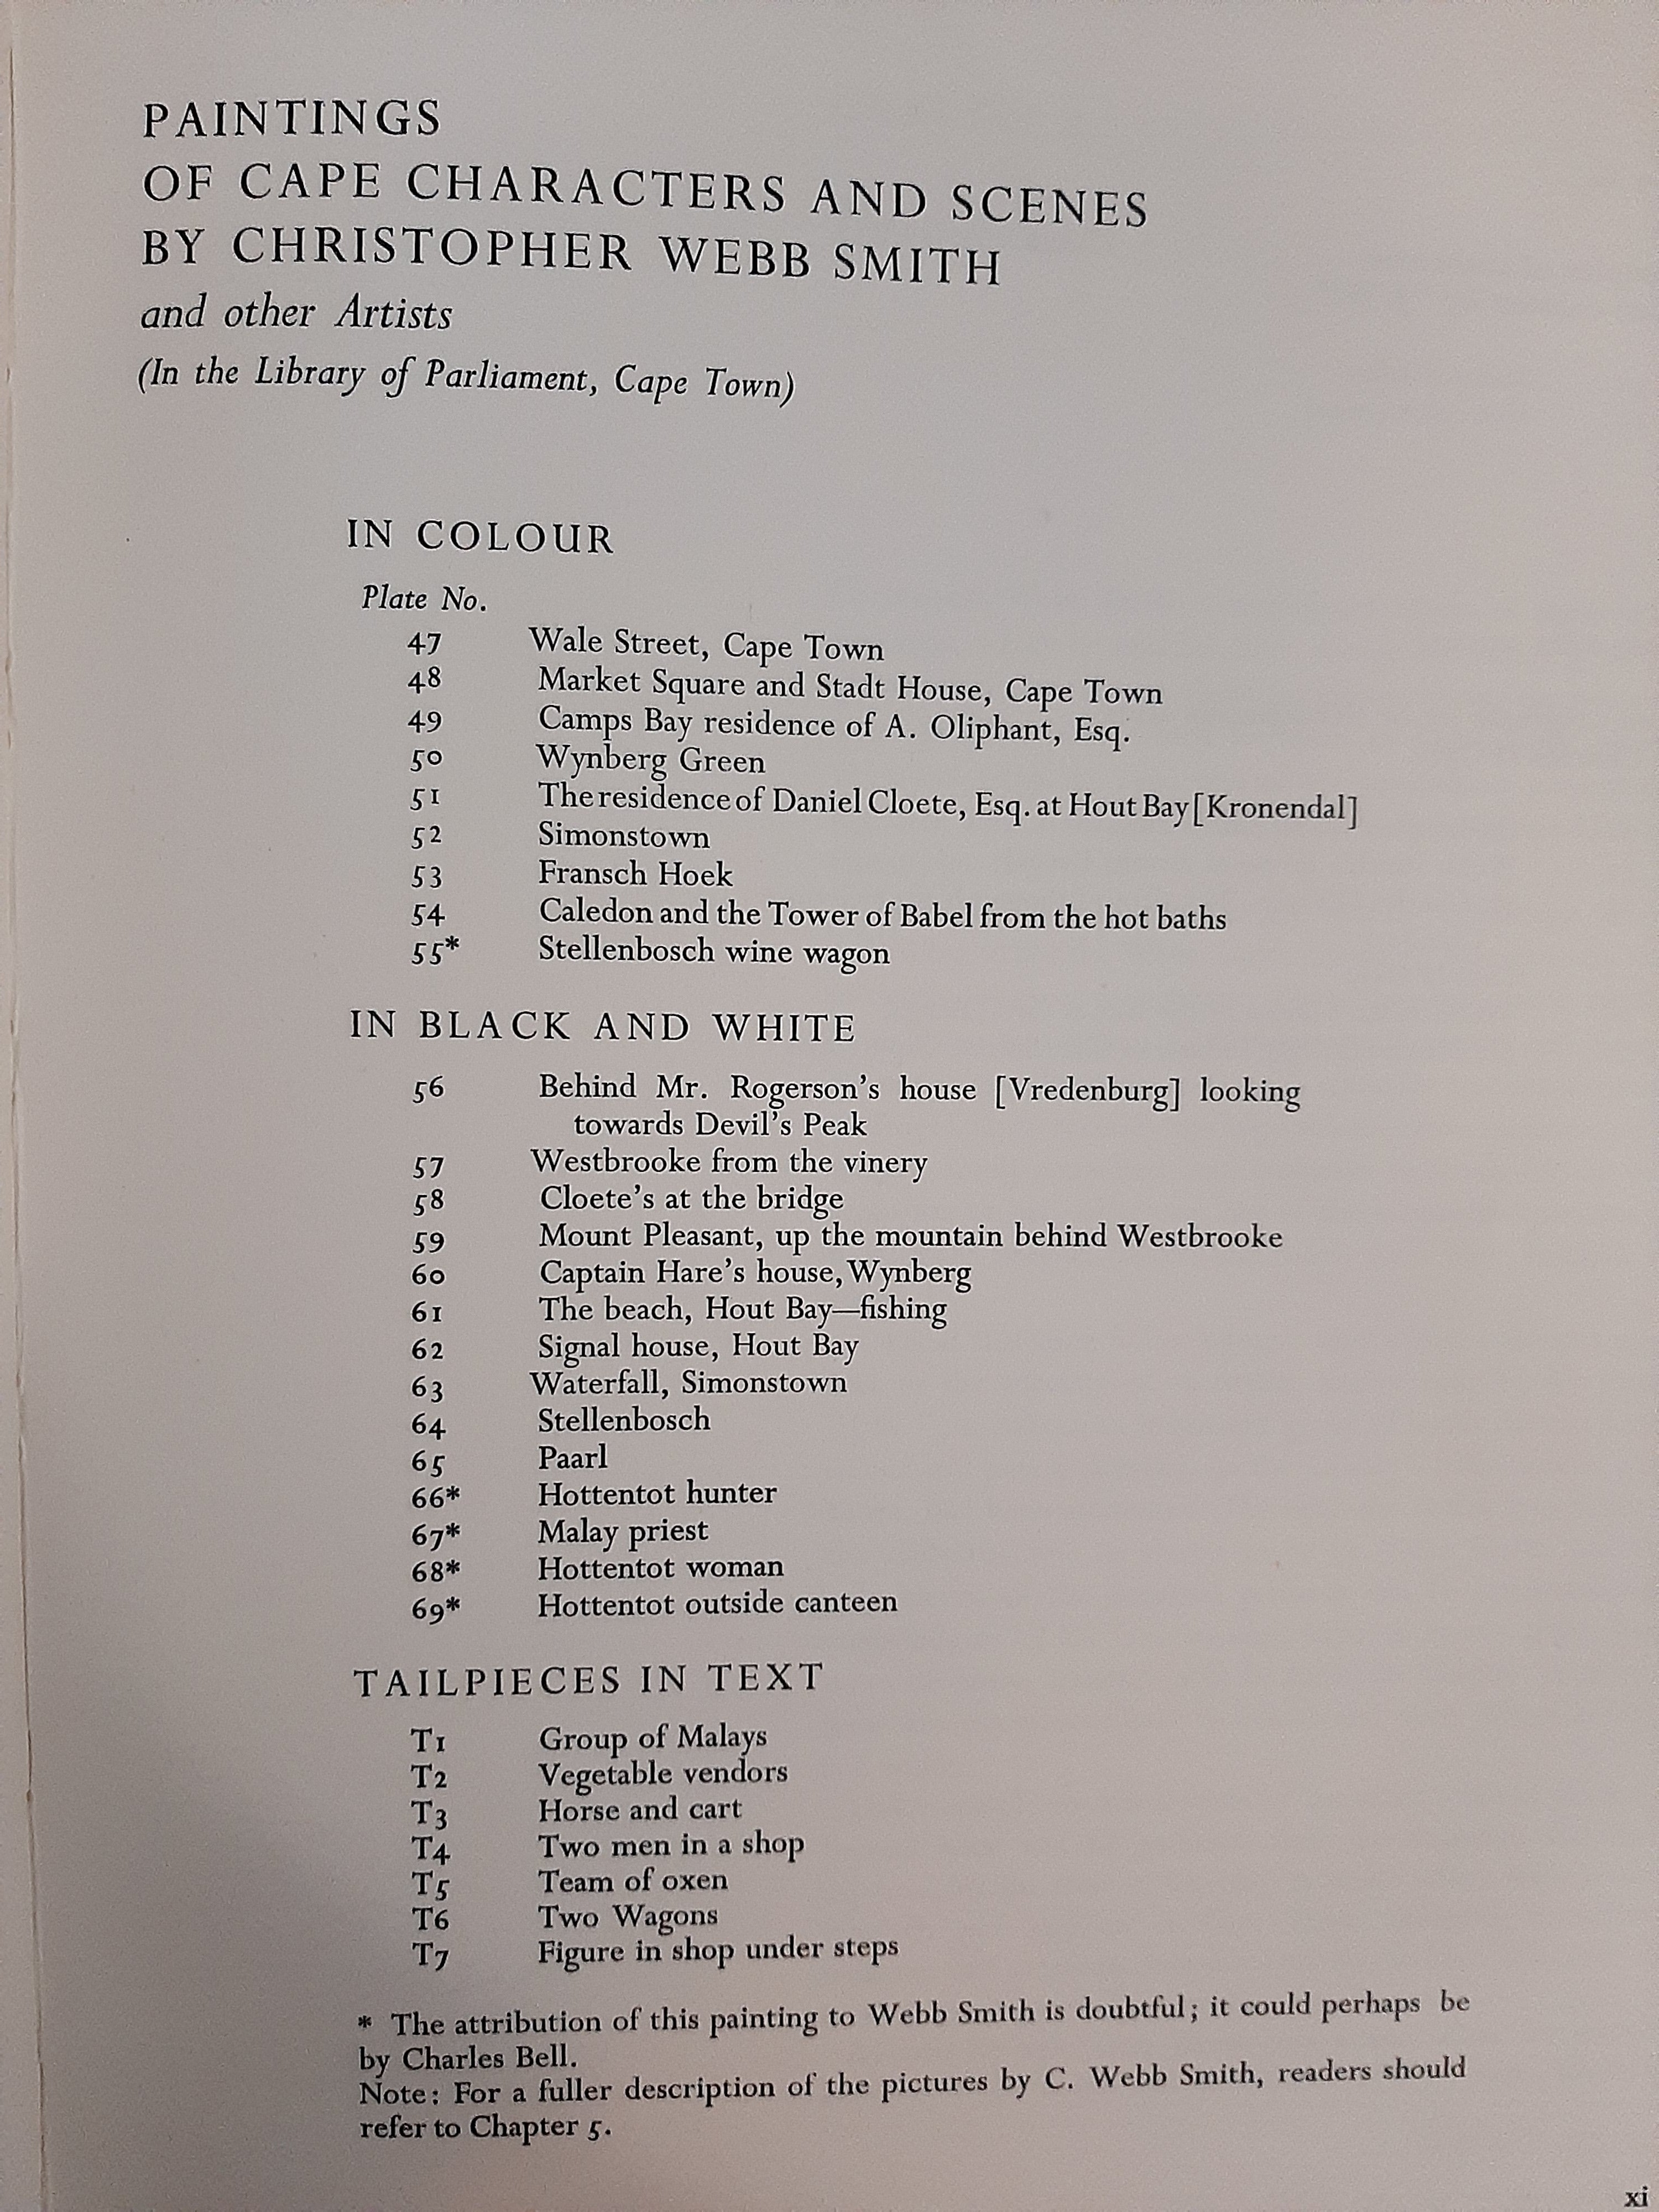 PAINTINGS
OF CAPE CHARACTERS AND SCENES
BY CHRISTOPHER WEBB SMITH
and other Artists
(In the Library of Parliament, Cape Town)
IN COLOUR
Plate No.
47 Wale Street, Cape Town
48 Market Square and Stadt House, Cape Town
49 Camps Bay residence of A. Oliphant, Esq.
50 Wynberg Green
51 The residence of Daniel Cloete, Esq. at Hout Bay [Kronendal]
52 Simonstown
53 Fransch Hoek
54 Caledon and the Tower of Babel from the hot baths
55* Stellenbosch wine wagon
IN BLACK AND WHITE
56 Behind Mr. Rogerson's house [Vredenburg] looking
towards Devil's Peak
57 Westbrooke from the vinery
58 Cloete's at the bridge
59 Mount Pleasant, up the mountain behind Westbrooke
60 Captain Hare's house, Wynberg
61 The beach, Hout Bay—fishing
62 Signal house, Hout Bay
63 Waterfall, Simonstown
64 Stellenbosch
65 Paarl
66* Hottentot hunter
67* Malay priest
68* Hottentot woman
69* Hottentot outside canteen
TAILPIECES IN TEXT
T1 Group of Malays
T2 Vegetable vendors
T3 Horse and cart
T4 Two men in a shop
T5 Team of oxen
T6 Two Wagons
T7 Figure in shop under steps
* The attribution of this painting to Webb Smith is doubtful; it could perhaps be
by Charles Bell.
Note: For a fuller description of the pictures by C. Webb Smith, readers should
refer to Chapter 5.
xi